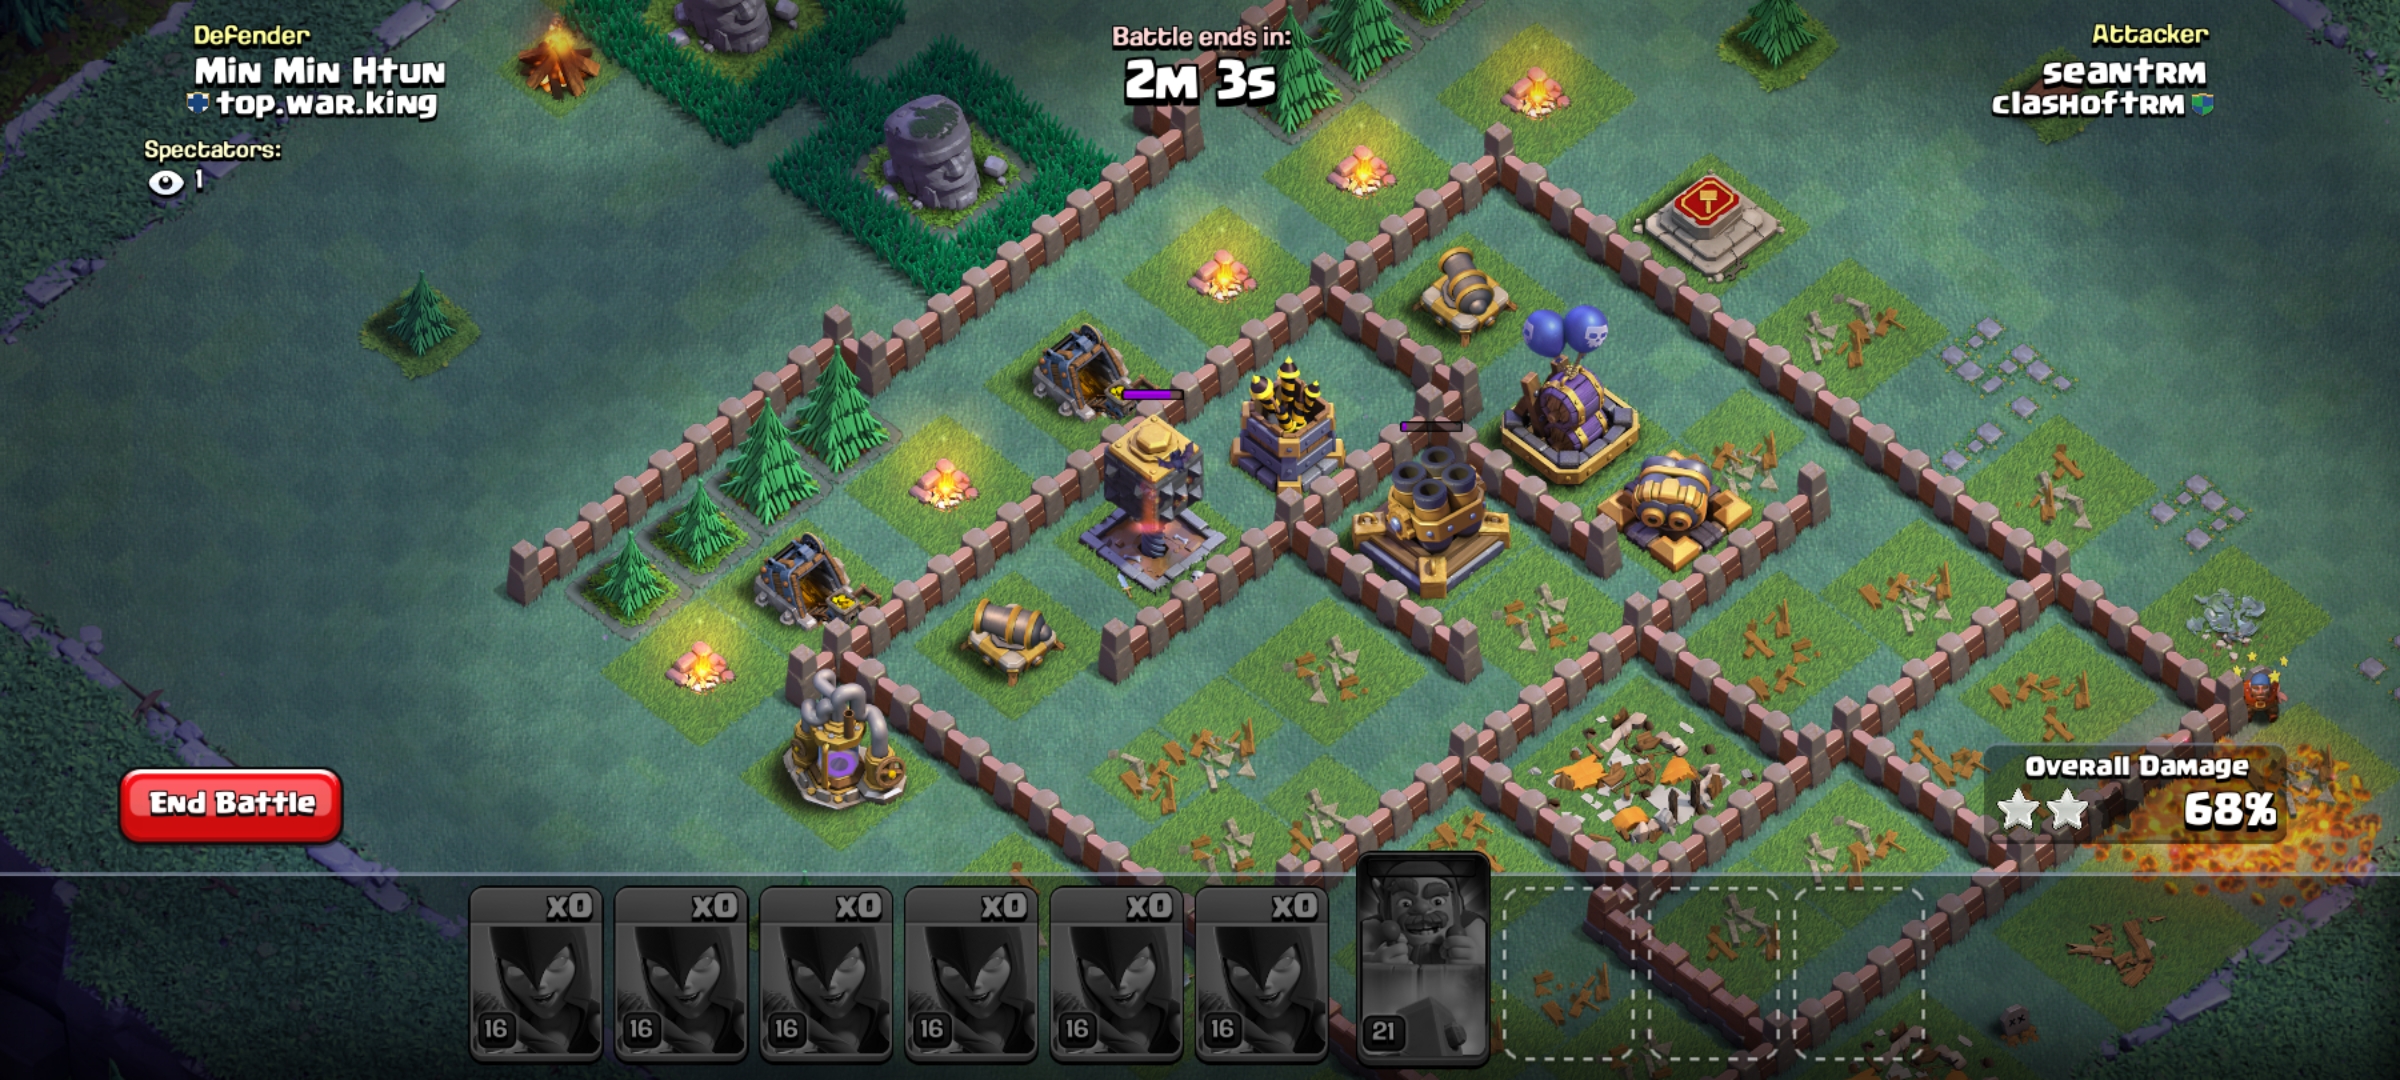 Defender
Min Min Htun
top.war.king
Spectators:
1
Battle ends in:
2M 3s
Attacker
seantRM
clashoftRM
End Battle
Overall Damage
68%
x0
x0
x0
x0
x0
x0
16
16
16
16
16
16
21